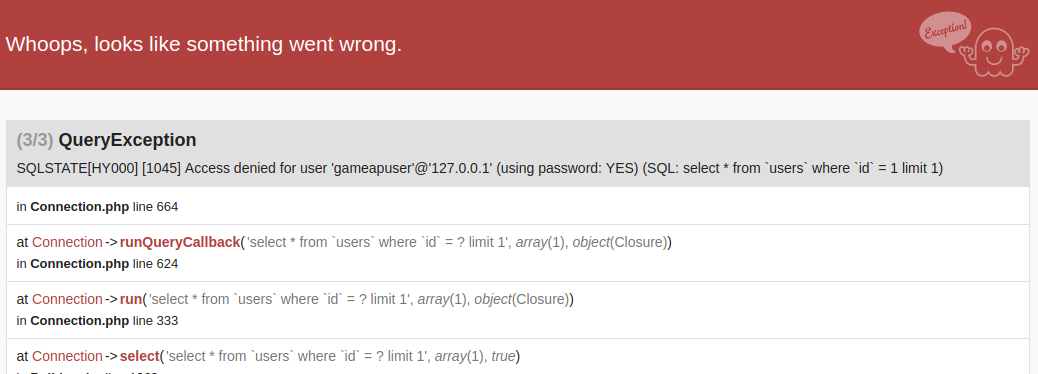 Whoops, looks like something went wrong.
Exception!
(3/3) QueryException
SQLSTATE[HY000] [1045] Access denied for user 'gameapuser'@'127.0.0.1' (using password: YES) (SQL: select * from `users` where `id` = 1 limit 1)
in Connection.php line 664
at Connection->runQueryCallback('select * from `users` where `id` = ? limit 1', array(1), object(Closure))
in Connection.php line 624
at Connection->run('select * from `users` where `id` = ? limit 1', array(1), object(Closure))
in Connection.php line 333
at Connection->select('select * from `users` where `id` = ? limit 1', array(1), true)